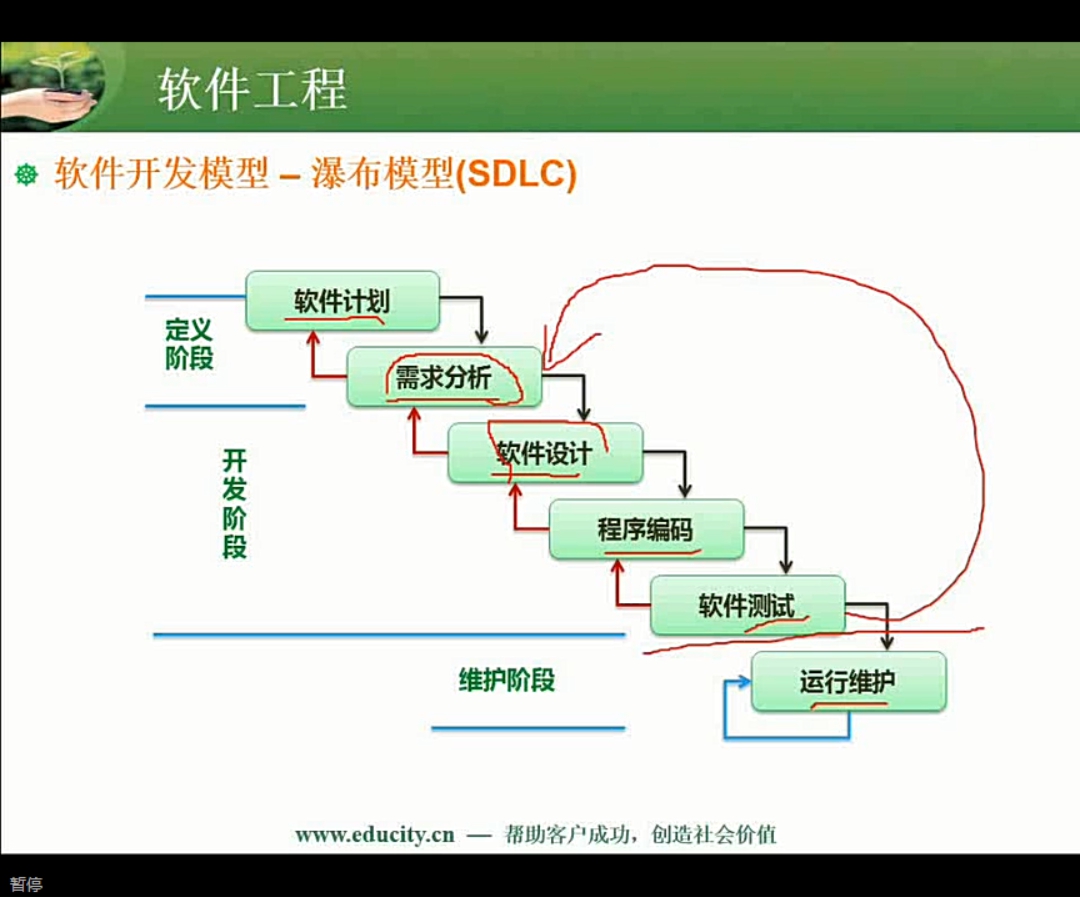 软件工程
软件开发模型 – 瀑布模型(SDLC)
软件计划
定义
阶段
需求分析
软件设计
开
发
阶
段
程序编码
软件测试
维护阶段
运行维护
www.educity.cn — 帮助客户成功，创造社会价值
暂停